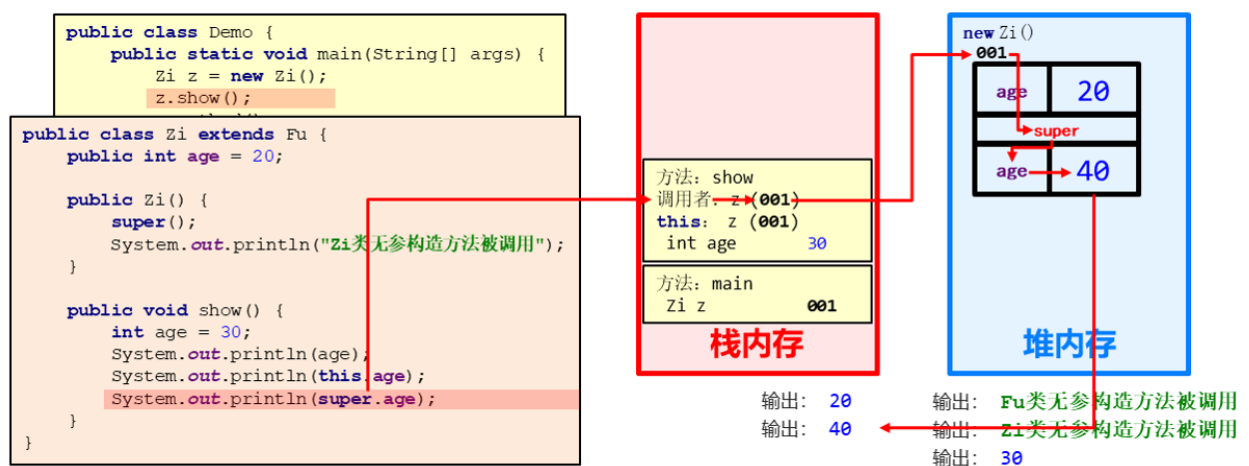 public class Demo {
public static void main(String[] args) {
Zi z = new Zi();
z.show();
public class Zi extends Fu {
public int age = 20;
public Zi() {
super();
System.out.println("Zi类无参构造方法被调用");
}
public void show() {
int age = 30;
System.out.println(age);
System.out.println(this.age);
System.out.println(super.age);
}
}
方法: show
调用者: z (001)
this: z (001)
int age 30
方法: main
Zi z 001
栈内存
new Zi()
001
age 20
super
age 40
堆内存
输出: 20
输出: 40
输出: Fu类无参构造方法被调用
输出: Zi类无参构造方法被调用
输出: 30